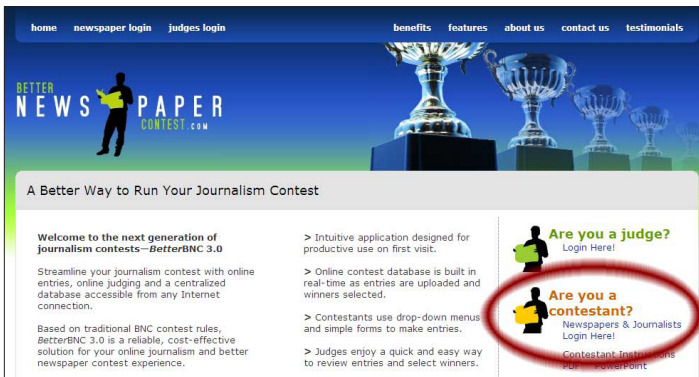 home newspaper login judges login benefits features about us contact us testimonials
BETTER
NEWSPAPER
CONTEST.COM
A Better Way to Run Your Journalism Contest
Welcome to the next generation of
journalism contests—BetterBNC 3.0
Streamline your journalism contest with online
entries, online judging and a centralized
database accessible from any Internet
connection.
Based on traditional BNC contest rules,
BetterBNC 3.0 is a reliable, cost-effective
solution for your online journalism and better
newspaper contest experience.
> Intuitive application designed for
productive use on first visit.
> Online contest database is built in
real-time as entries are uploaded and
winners selected.
> Contestants use drop-down menus
and simple forms to make entries.
> Judges enjoy a quick and easy way
to review entries and select winners.
Are you a judge?
Login Here!
Are you a
contestant?
Newspapers & Journalists
Login Here!
Contestant Instructions
PDF PowerPoint